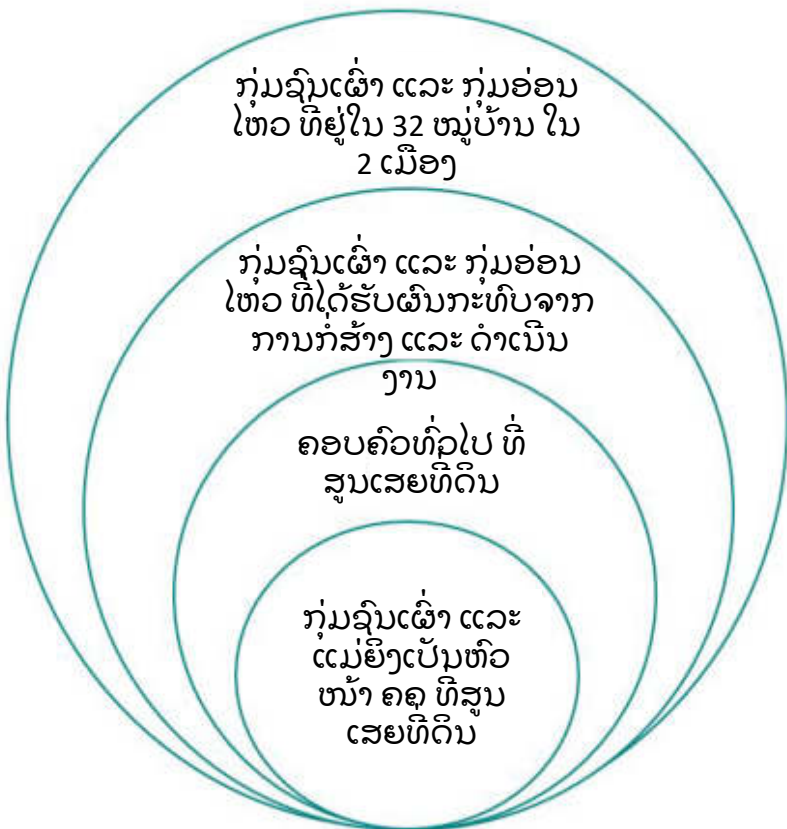 ກຸ່ມຊົນເຜົ່າ ແລະ ກຸ່ມອ່ອນ
ໄຫວ ທີ່ຢູ່ໃນ 32 ໝູ່ບ້ານ ໃນ
2 ເມືອງ
ກຸ່ມຊົນເຜົ່າ ແລະ ກຸ່ມອ່ອນ
ໄຫວ ທີ່ໄດ້ຮັບຜົນກະທົບຈາກ
ການກໍ່ສ້າງ ແລະ ດຳເນີນ
ງານ
ຄອບຄົວທົ່ວໄປ ທີ່
ສູນເສຍທີ່ດິນ
ກຸ່ມຊົນເຜົ່າ ແລະ
ແມ່ຍິງເປັນຫົວ
ໜ້າ ຄຄ ທີ່ສູນ
ເສຍທີ່ດິນ